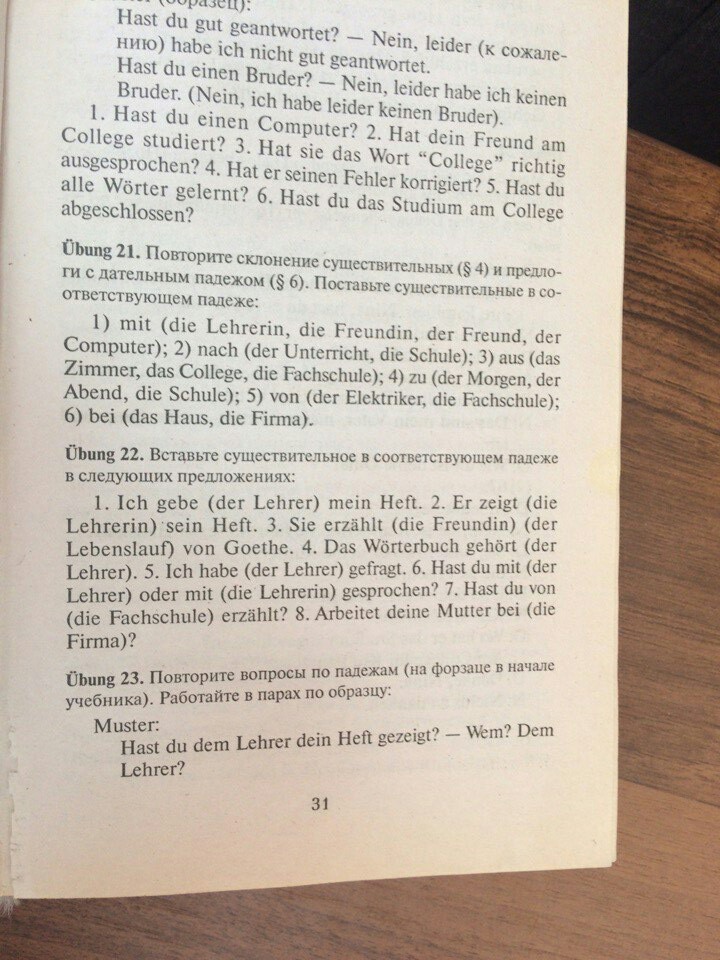 (образец):
Hast du gut geantwortet? — Nein, leider (к сожале-
нию) habe ich nicht gut geantwortet.
Hast du einen Bruder? — Nein, leider habe ich keinen
Bruder. (Nein, ich habe leider keinen Bruder).
1. Hast du einen Computer? 2. Hat dein Freund am
College studiert? 3. Hat sie das Wort “College” richtig
ausgesprochen? 4. Hat er seinen Fehler korrigiert? 5. Hast du
alle Wörter gelernt? 6. Hast du das Studium am College
abgeschlossen?
Übung 21. Повторите склонение существительных (§ 4) и предло-
ги с дательным падежом (§ 6). Поставьте существительные в со-
ответствующем падеже:
1) mit (die Lehrerin, die Freundin, der Freund, der
Computer); 2) nach (der Unterricht, die Schule); 3) aus (das
Zimmer, das College, die Fachschule); 4) zu (der Morgen, der
Abend, die Schule); 5) von (der Elektriker, die Fachschule);
6) bei (das Haus, die Firma).
Übung 22. Вставьте существительное в соответствующем падеже
в следующих предложениях:
1. Ich gebe (der Lehrer) mein Heft. 2. Er zeigt (die
Lehrerin) sein Heft. 3. Sie erzählt (die Freundin) (der
Lebenslauf) von Goethe. 4. Das Wörterbuch gehört (der
Lehrer). 5. Ich habe (der Lehrer) gefragt. 6. Hast du mit (der
Lehrer) oder mit (die Lehrerin) gesprochen? 7. Hast du von
(die Fachschule) erzählt? 8. Arbeitet deine Mutter bei (die
Firma)?
Übung 23. Повторите вопросы по падежам (на форзаце в начале
учебника). Работайте в парах по образцу:
Muster:
Hast du dem Lehrer dein Heft gezeigt? — Wem? Dem
Lehrer?
31